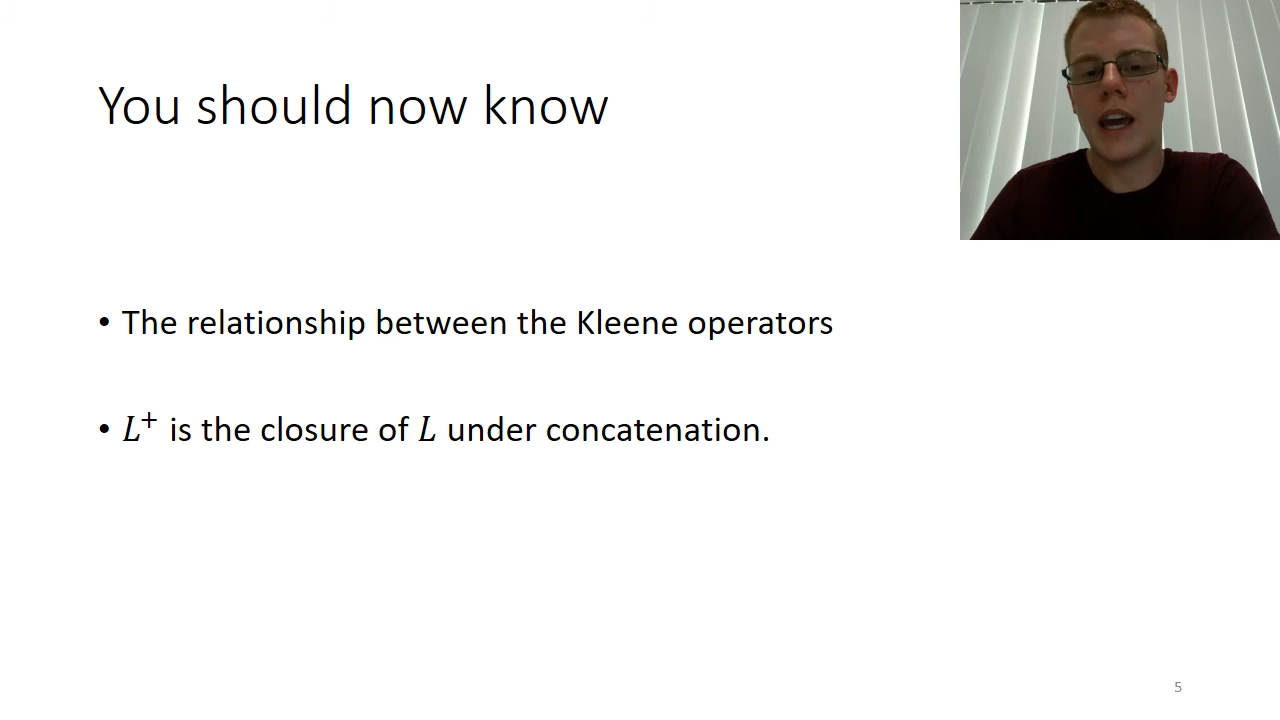 You should now know
• The relationship between the Kleene operators
• L⁺ is the closure of L under concatenation.
5